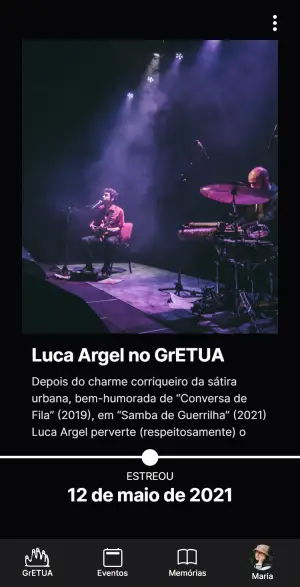 Luca Argel no GrETUA
Depois do charme corriqueiro da sátira
urbana, bem-humorada de “Conversa de
Fila” (2019), em “Samba de Guerrilha” (2021)
Luca Argel perverte (respeitosamente) o
ESTREOU
12 de maio de 2021
GrETUA
Eventos
Memórias
Maria